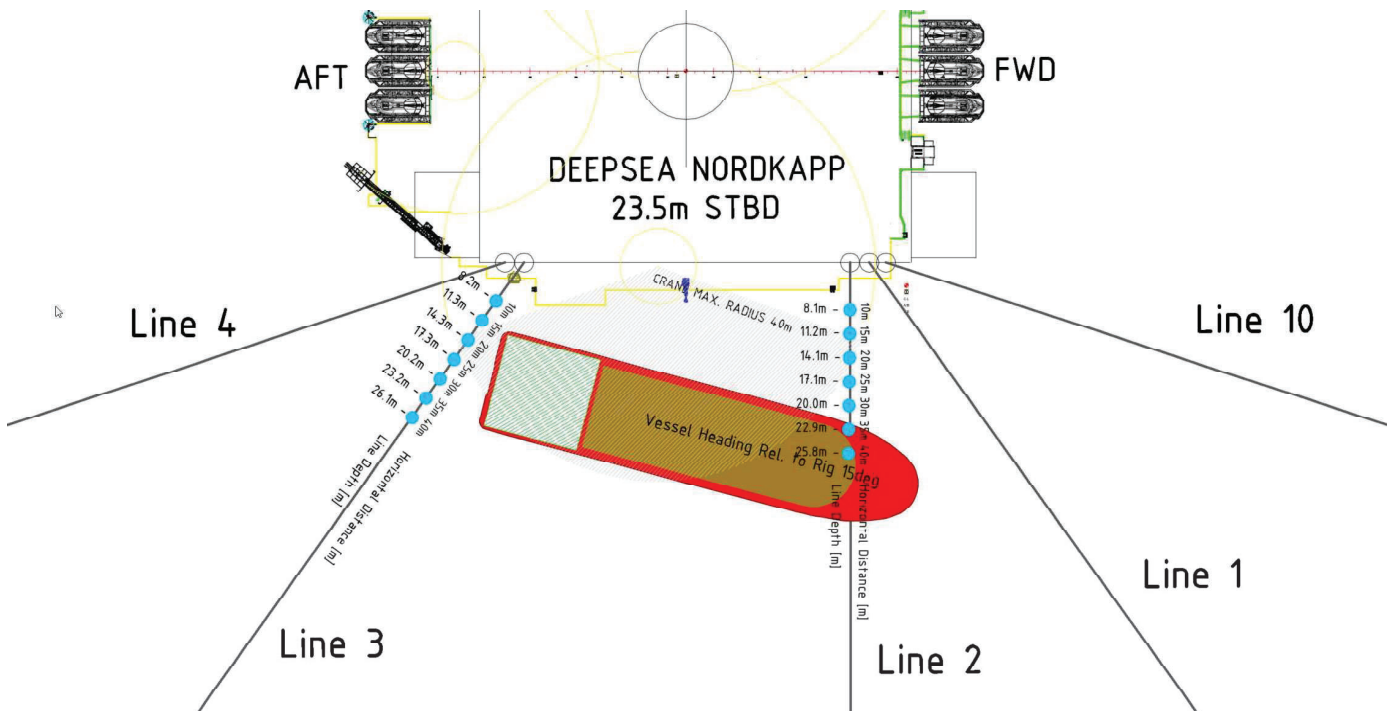 AFT
FWD
DEEPSEA NORDKAPP
23.5m STBD
CRANE MAX. RADIUS 40m
Line 4
Line 10
8.2m -
11.3m -
14.3m -
17.3m -
20.2m -
23.2m -
26.1m -
10m
15m
20m
25m
30m
35m
40m
Line Depth [m]
Horizontal Distance [m]
8.1m - 10m
11.2m - 15m
14.1m - 20m
17.1m - 25m
20.0m - 30m
22.9m - 35m
25.8m - 40m
Line Depth [m]
Horizontal Distance [m]
Vessel Heading Rel. to Rig 15deg
Line 1
Line 3
Line 2